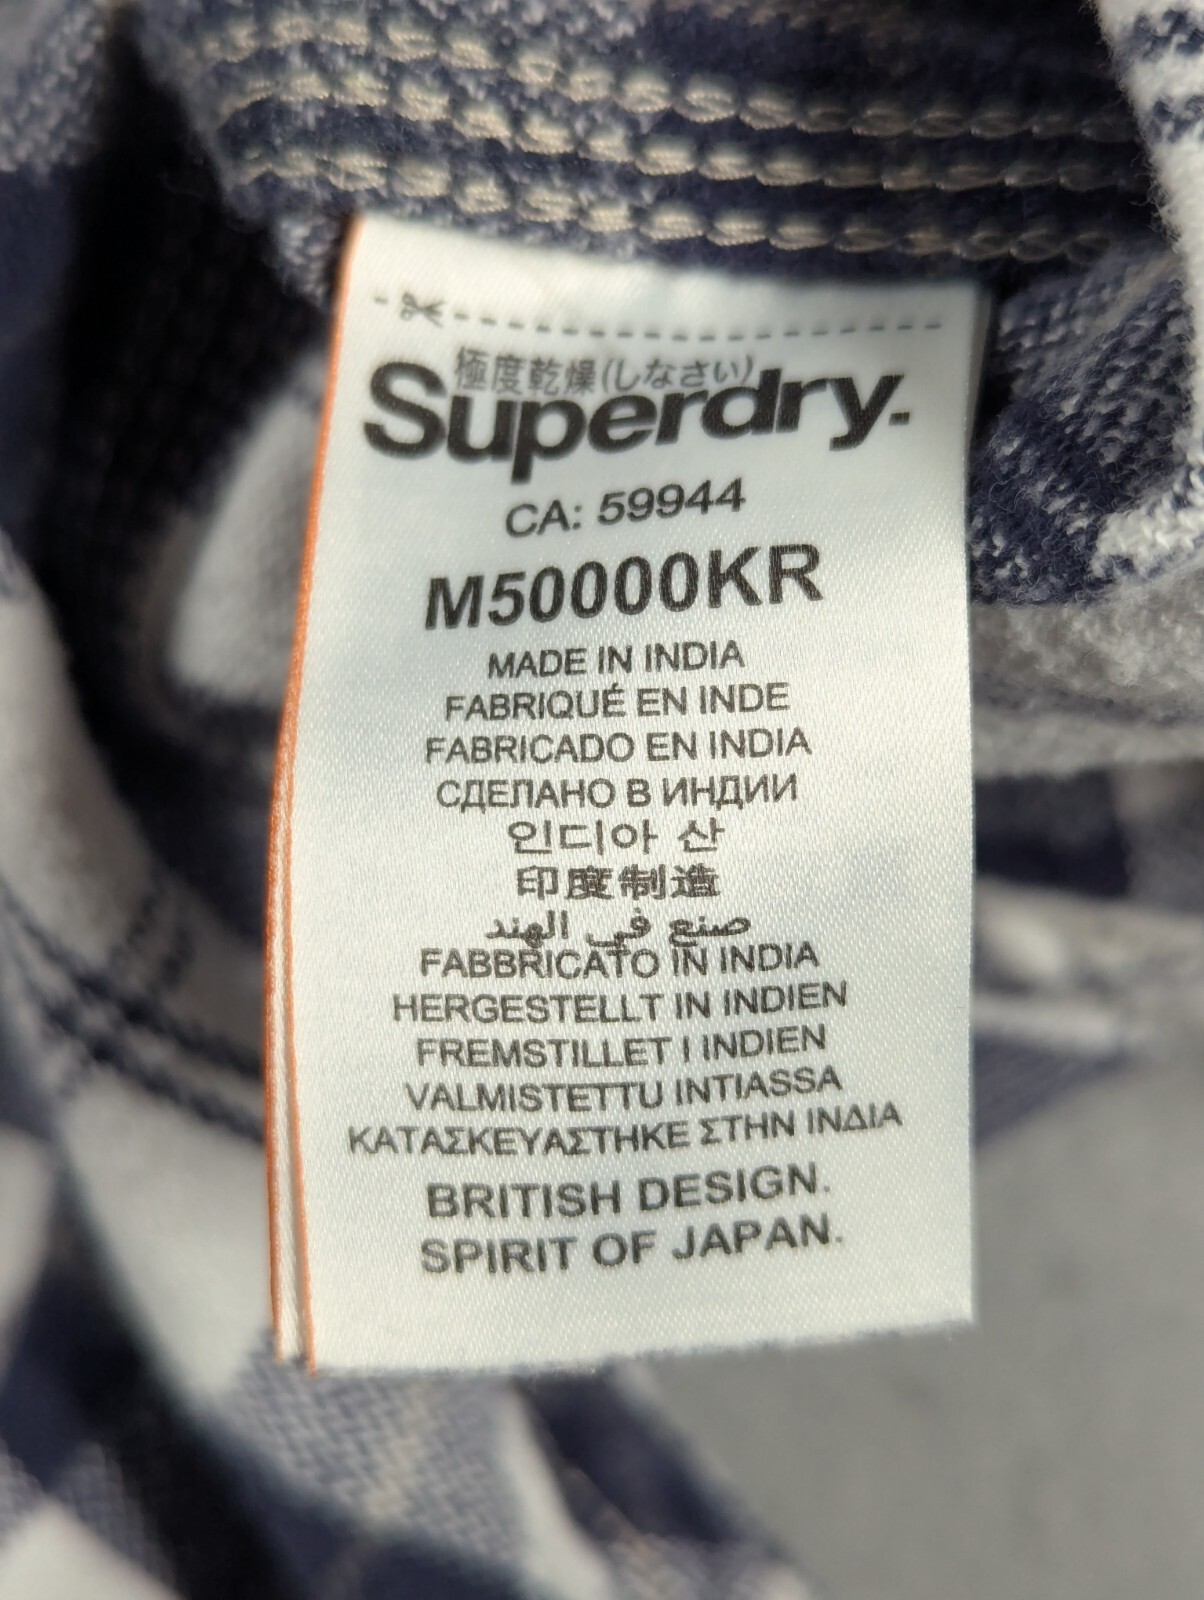 極度乾燥(しなさい)
Superdry.
CA: 59944
M50000KR
MADE IN INDIA
FABRIQUÉ EN INDE
FABRICADO EN INDIA
СДЕЛАНО В ИНДИИ
인디아 산
印度制造
صنع في الهند
FABBRICATO IN INDIA
HERGESTELLT IN INDIEN
FREMSTILLET I INDIEN
VALMISTETTU INTIASSA
ΚΑΤΑΣΚΕΥΑΣΤΗΚΕ ΣΤΗΝ ΙΝΔΙΑ
BRITISH DESIGN.
SPIRIT OF JAPAN.